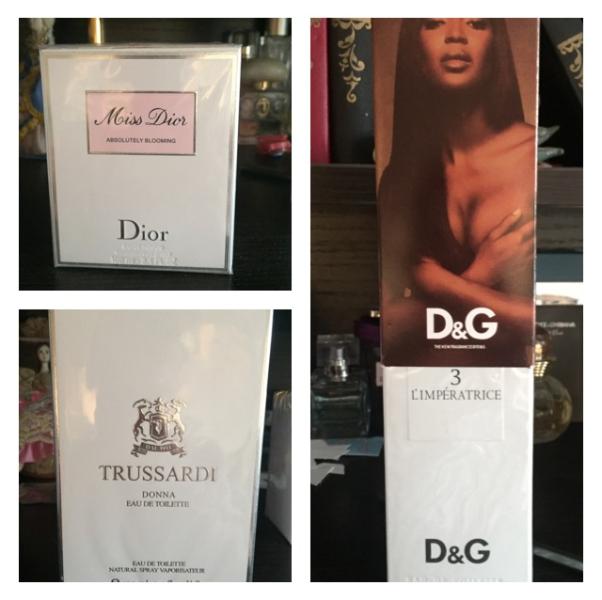 Miss Dior
ABSOLUTELY BLOOMING
Dior
TRUSSARDI
DONNA
EAU DE TOILETTE
EAU DE TOILETTE
NATURAL SPRAY VAPORISATEUR
D&G
3
L'IMPÉRATRICE
D&G